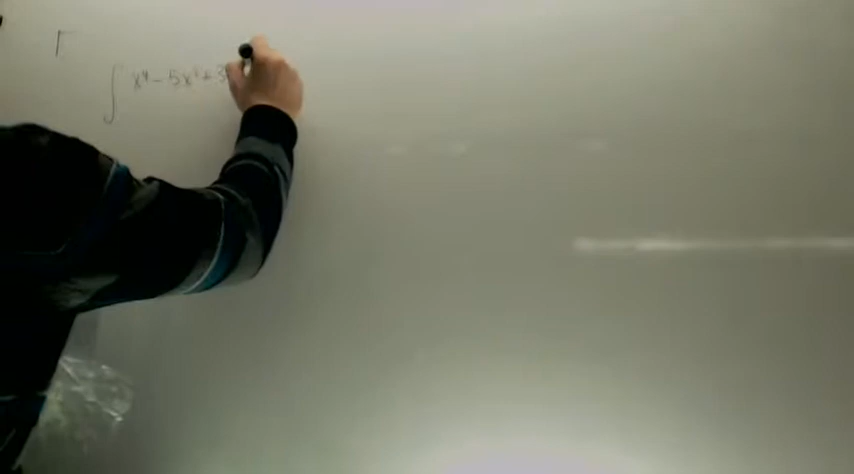 ∫ x⁴ - 5x² + 3